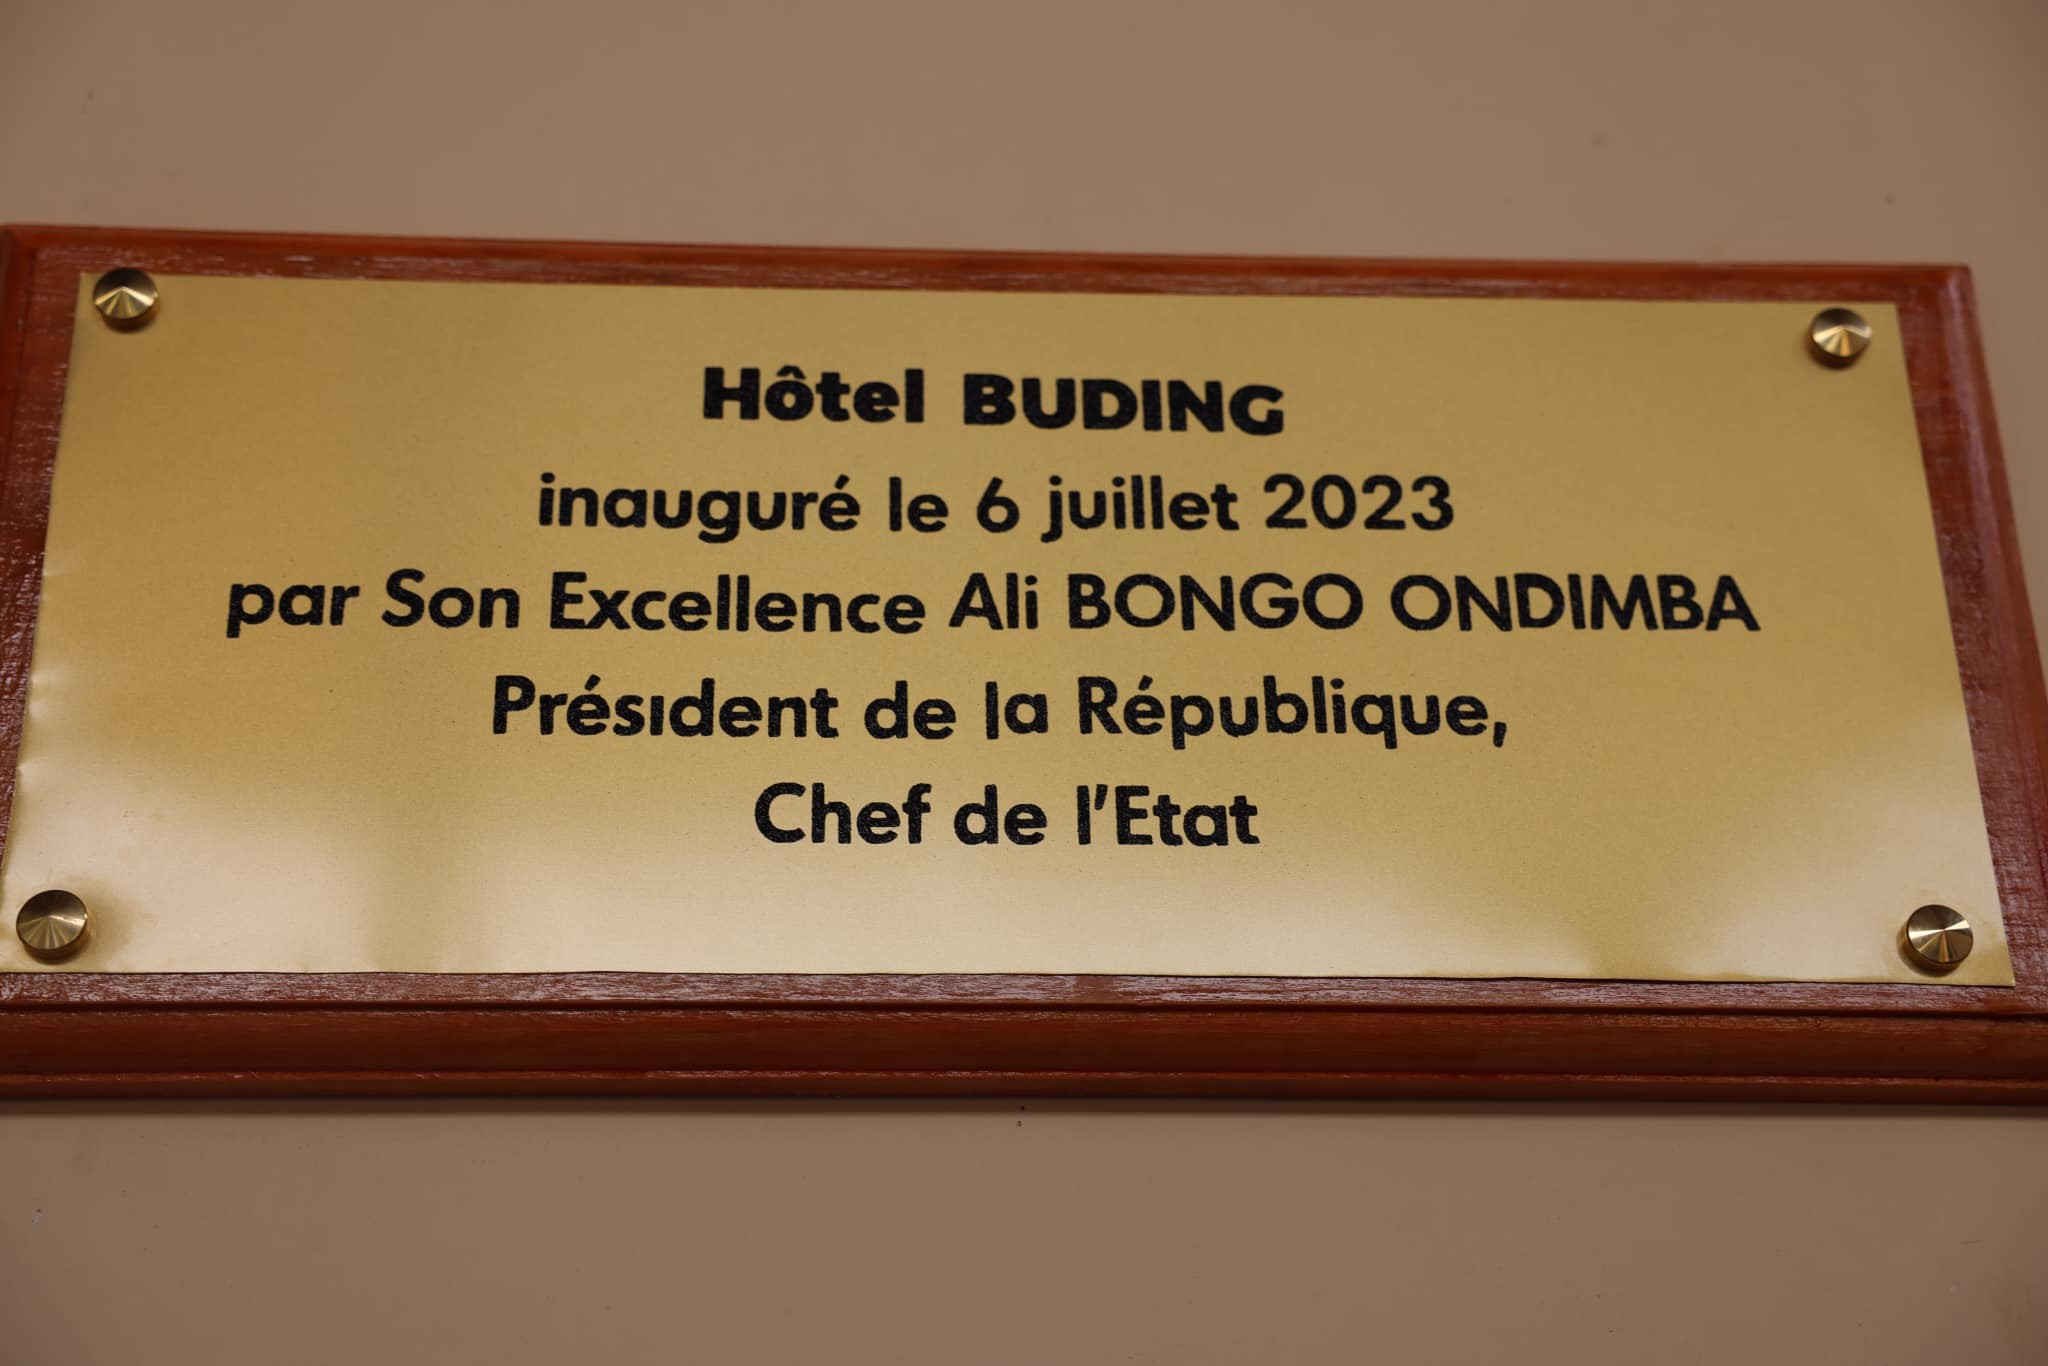 Hôtel BUDING
inauguré le 6 juillet 2023
par Son Excellence Ali BONGO ONDIMBA
Président de la République,
Chef de l'Etat